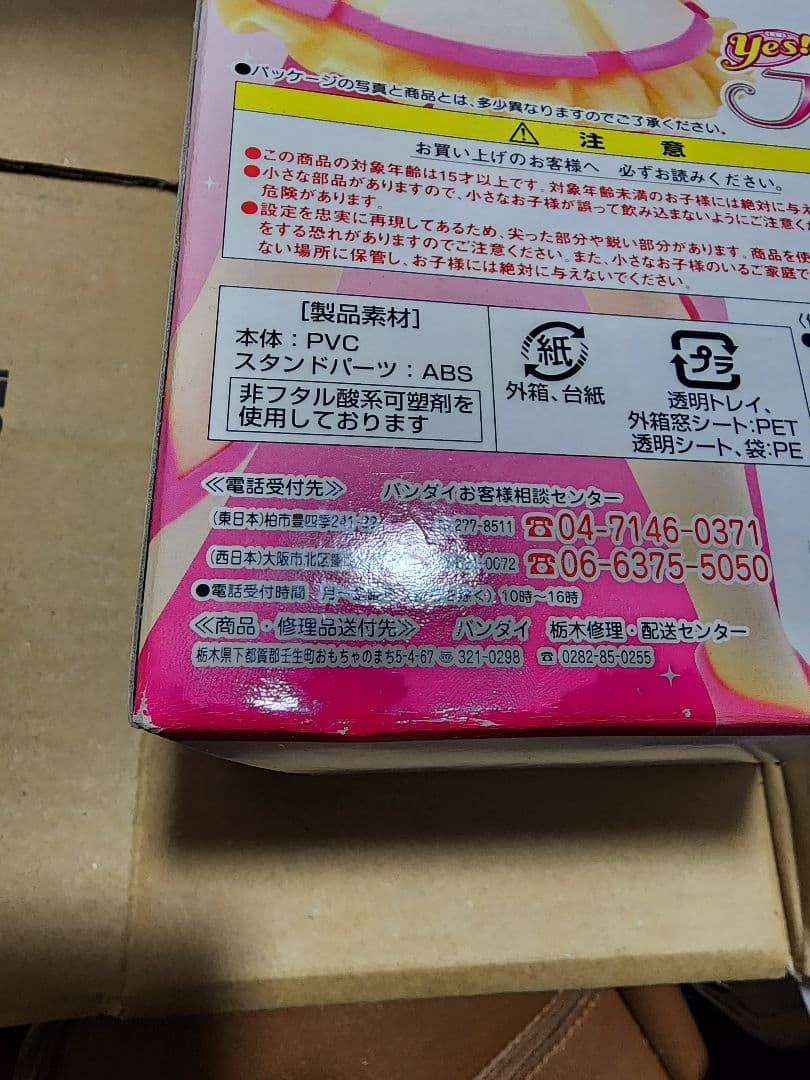 Yes!
●パッケージの写真と商品とは、多少異なりますのでご了承ください。
⚠ 注意
お買い上げのお客様へ 必ずお読みください。
●この商品の対象年齢は15才以上です。対象年齢未満のお子様には絶対に与え
●小さな部品がありますので、小さなお子様が誤って飲み込まないようにご注意く
危険があります。
●設定を忠実に再現してあるため、尖った部分や鋭い部分があります。商品を使
をする恐れがありますのでご注意ください。また、小さなお子様のいるご家庭で
ない場所に保管し、お子様には絶対に与えないでください。
[製品素材]
本体:PVC
スタンドパーツ:ABS
非フタル酸系可塑剤を
使用しております
紙
外箱、台紙
プラ
透明トレイ、
外箱窓シート:PET
透明シート、袋:PE
≪電話受付先≫ バンダイお客様相談センター
(東日本)柏市豊四季241-22 277-8511 ☎04-7146-0371
(西日本)大阪市北区 0072 ☎06-6375-5050
●電話受付時間 月～ 除く) 10時～16時
≪商品・修理品送付先≫ バンダイ 栃木修理・配送センター
栃木県下都賀郡壬生町おもちゃのまち5-4-67 〒321-0298 ☎0282-85-0255